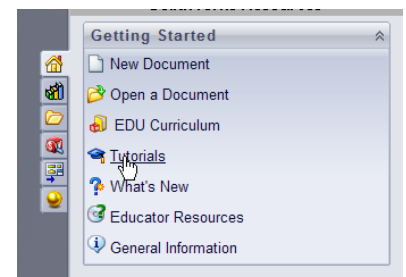 Getting Started
New Document
Open a Document
EDU Curriculum
Tutorials
What's New
Educator Resources
General Information